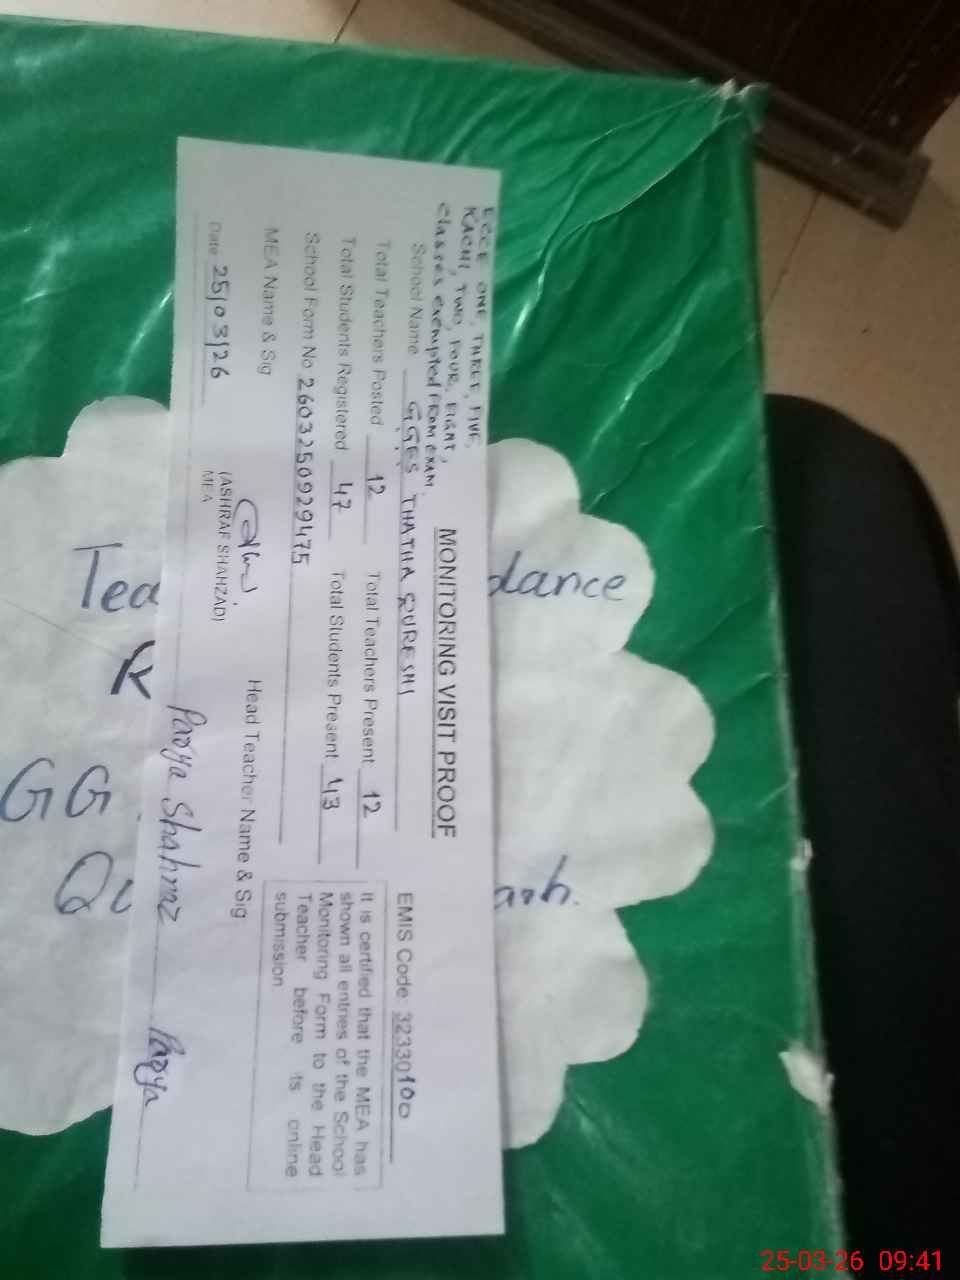 ECCE ONE, THREE, FIVE,
KACHI, TWO, FOUR, EIGHT,
classes exempted FROM EXAM.
MONITORING VISIT PROOF
School Name GGES THATHA QURESHI
EMIS Code: 32330100
Total Teachers Posted 12 Total Teachers Present 12
Total Students Registered 47 Total Students Present 43
School Form No 2603250929475
It is certified that the MEA has
shown all entries of the School
Monitoring Form to the Head
Teacher before its online
submission
MEA Name & Sig
(ASHRAF SHAHZAD)
MEA
Head Teacher Name & Sig
Date 25/03/26
Tea
dance
R
GG
Qu
25-03-26 09:41